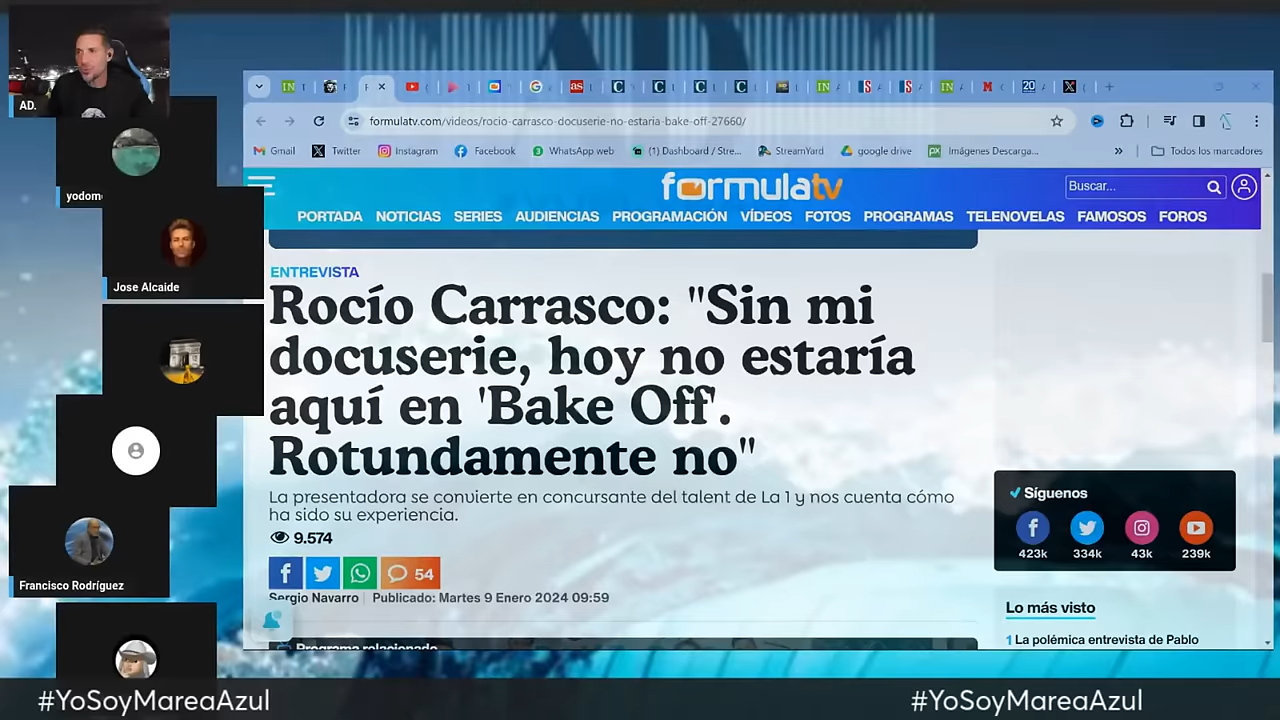 AD.
yodom
Jose Alcaide
Francisco Rodríguez
formulatv.com/videos/rocio-carrasco-docuserie-no-estaria-bake-off-27660/
Gmail
Twitter
Instagram
Facebook
WhatsApp web
(1) Dashboard / Stre...
StreamYard
google drive
Imágenes Descarga...
»
Todos los marcadores
formulatv
Buscar...
PORTADA NOTICIAS SERIES AUDIENCIAS PROGRAMACIÓN VÍDEOS FOTOS PROGRAMAS TELENOVELAS FAMOSOS FOROS
ENTREVISTA
Rocío Carrasco: "Sin mi
docuserie, hoy no estaría
aquí en 'Bake Off'.
Rotundamente no"
La presentadora se convierte en concursante del talent de La 1 y nos cuenta cómo
ha sido su experiencia.
9.574
54
Sergio Navarro | Publicado: Martes 9 Enero 2024 09:59
Programa relacionado
Síguenos
423k 334k 43k 239k
Lo más visto
1 La polémica entrevista de Pablo
#YoSoyMareaAzul
#YoSoyMareaAzul